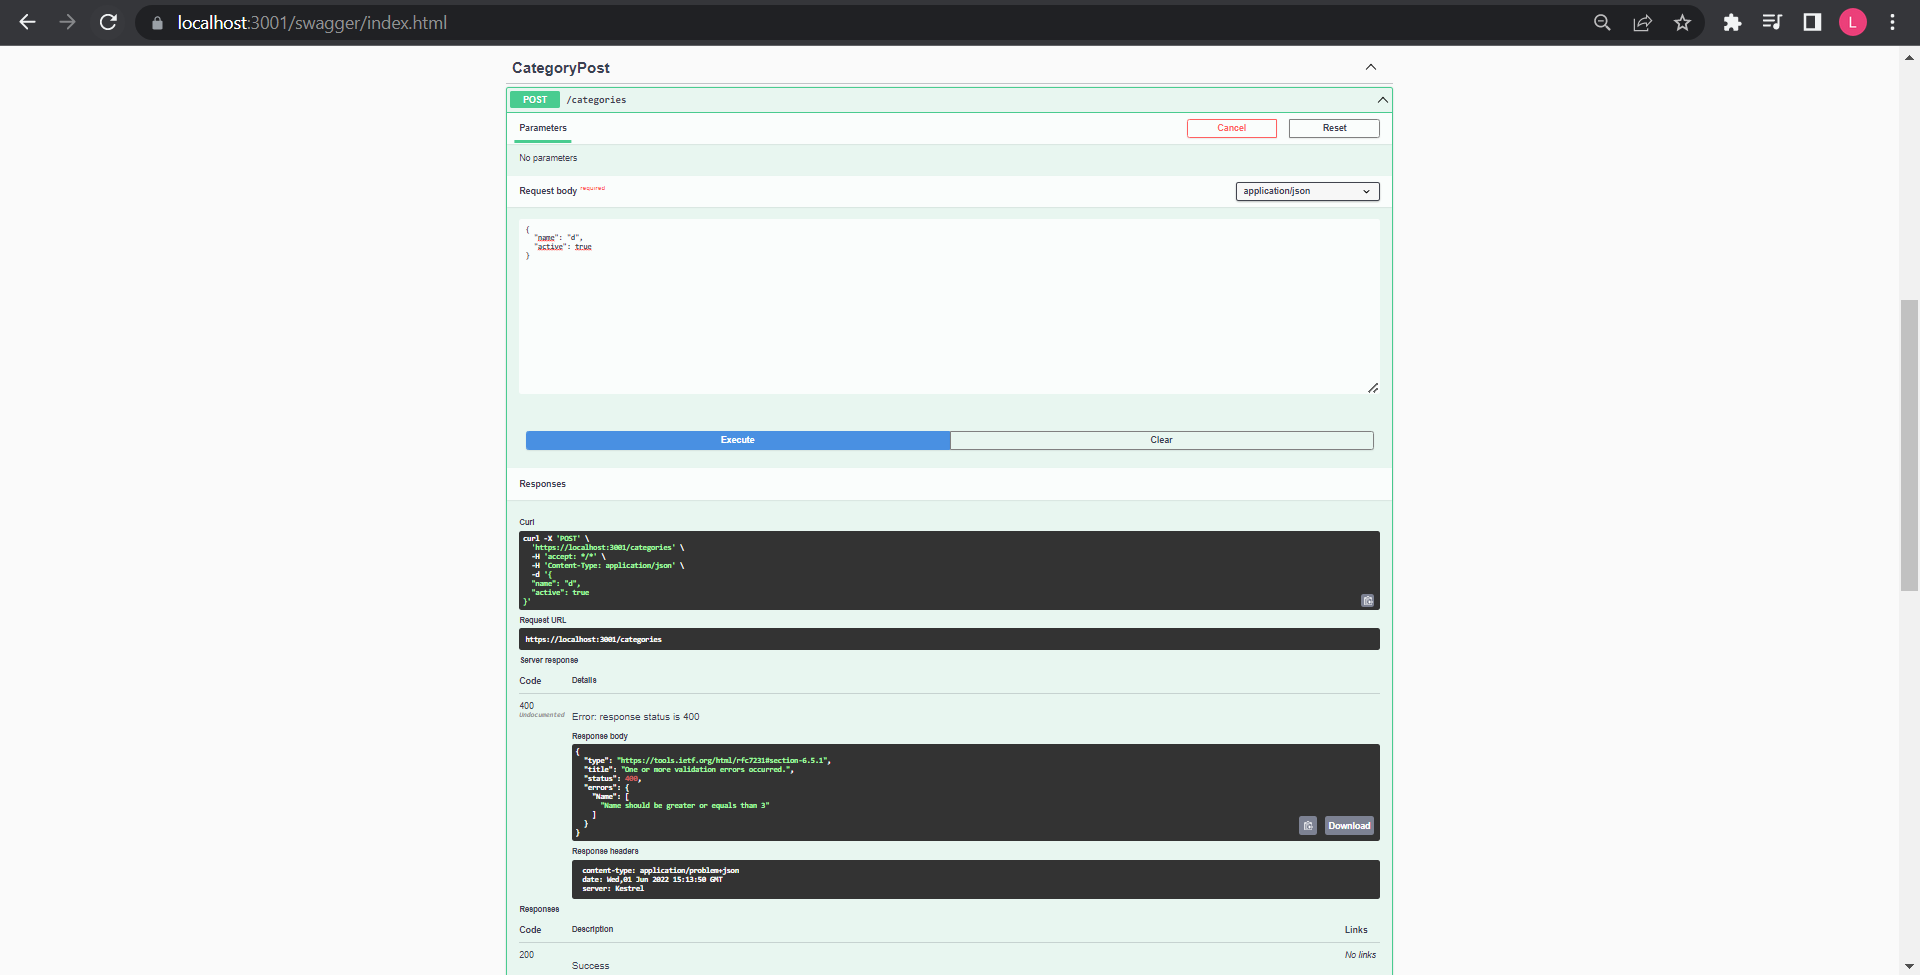 localhost:3001/swagger/index.html
L
CategoryPost
POST /categories
Parameters
Cancel
Reset
No parameters
Request body required
application/json
{
"name": "d",
"active": true
}
Execute
Clear
Responses
Curl
curl -X 'POST' \
'https://localhost:3001/categories' \
-H 'accept: */*' \
-H 'Content-Type: application/json' \
-d '{
"name": "d",
"active": true
}'
Request URL
https://localhost:3001/categories
Server response
Code Details
400
Undocumented
Error: response status is 400
Response body
{
"type": "https://tools.ietf.org/html/rfc7231#section-6.5.1",
"title": "One or more validation errors occurred.",
"status": 400,
"errors": {
"Name": [
"Name should be greater or equals than 3"
]
}
}
Download
Response headers
content-type: application/problem+json
date: Wed,01 Jun 2022 15:13:50 GMT
server: Kestrel
Responses
Code Description Links
200 No links
Success